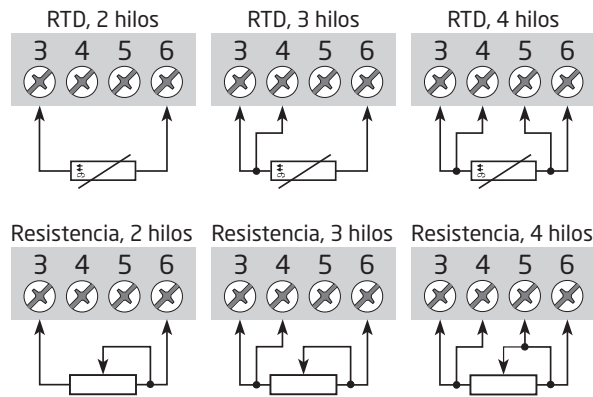 RTD, 2 hilos
3 4 5 6
RTD, 3 hilos
3 4 5 6
RTD, 4 hilos
3 4 5 6
Resistencia, 2 hilos
3 4 5 6
Resistencia, 3 hilos
3 4 5 6
Resistencia, 4 hilos
3 4 5 6